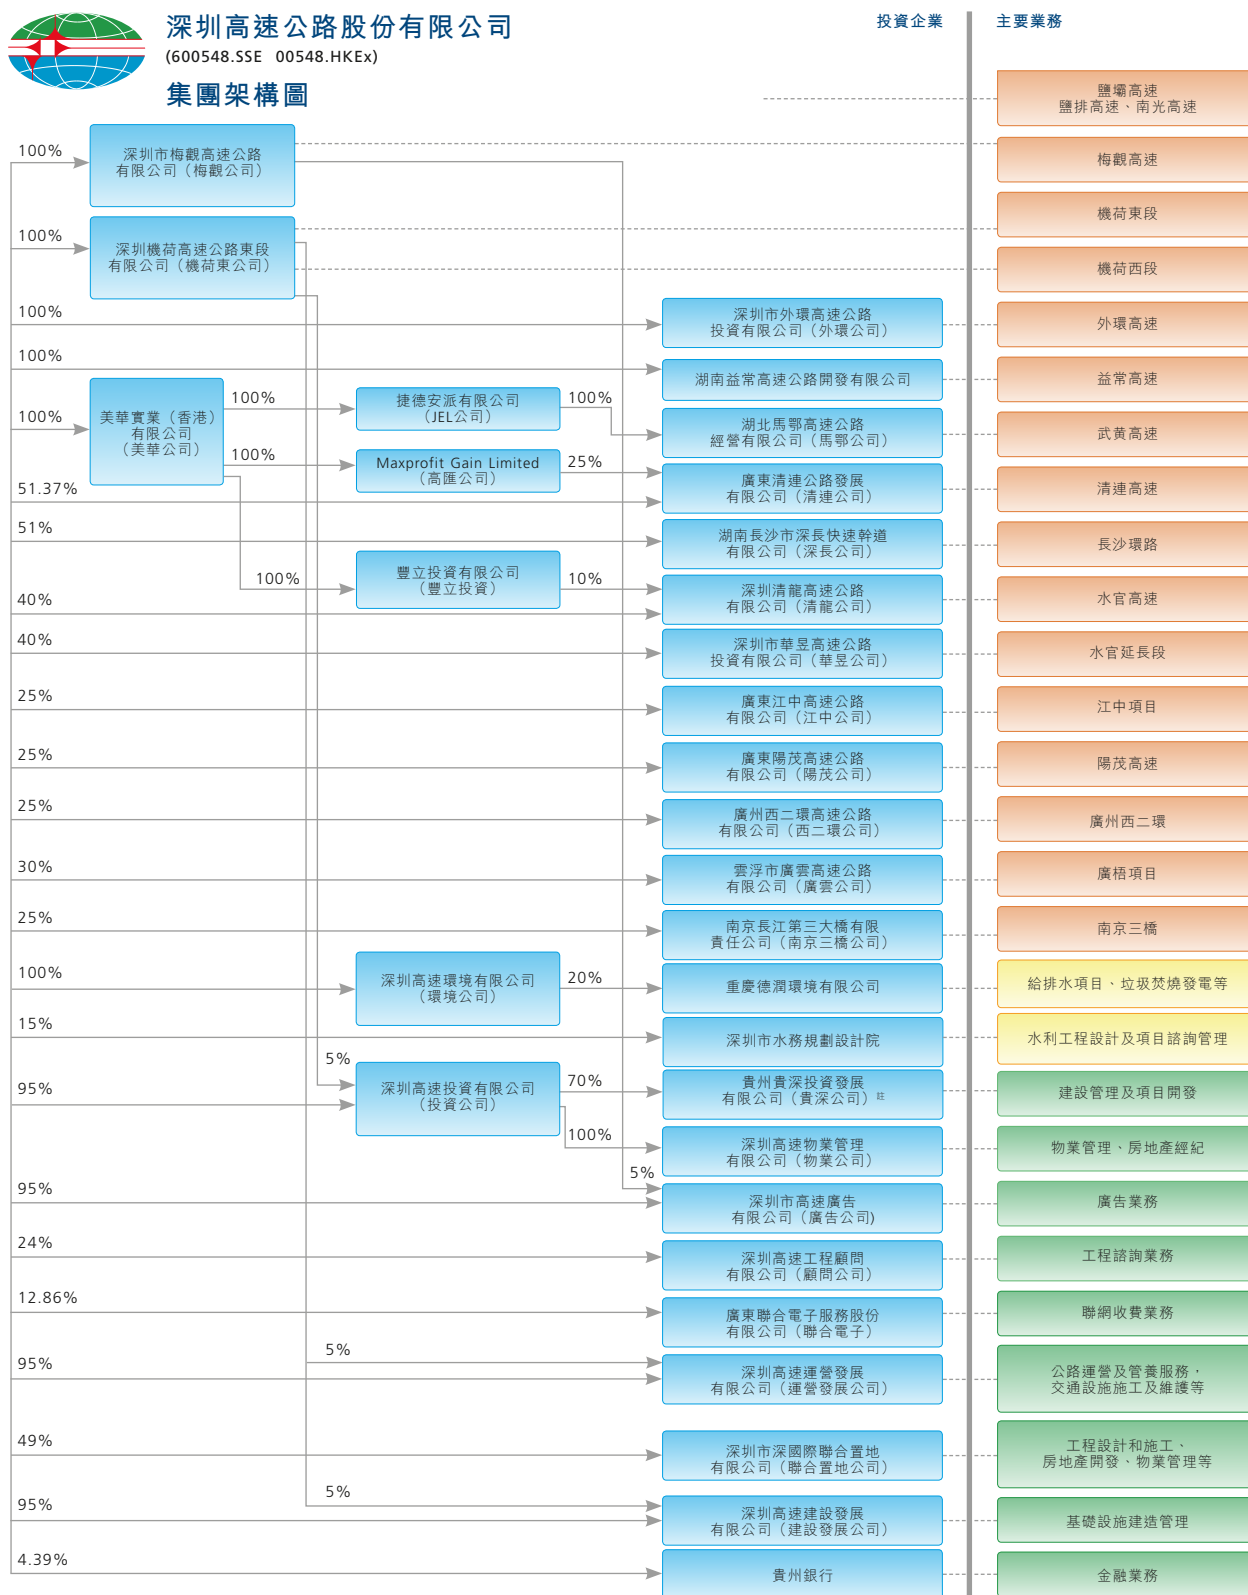 深圳高速公路股份有限公司
(600548.SSE 00548.HKEx)
集團架構圖
投資企業
主要業務
鹽壩高速
鹽排高速、南光高速
100%
深圳市梅觀高速公路
有限公司（梅觀公司）
梅觀高速
100%
深圳機荷高速公路東段
有限公司（機荷東公司）
機荷東段
機荷西段
100%
深圳市外環高速公路
投資有限公司（外環公司）
外環高速
100%
湖南益常高速公路開發有限公司
益常高速
100%
美華實業（香港）
有限公司
（美華公司）
100%
捷德安派有限公司
（JEL公司）
100%
湖北馬鄂高速公路
經營有限公司（馬鄂公司）
武黄高速
100%
Maxprofit Gain Limited
（高匯公司）
25%
51.37%
廣東清連公路發展
有限公司（清連公司）
清連高速
51%
湖南長沙市深長快速幹道
有限公司（深長公司）
長沙環路
100%
豐立投資有限公司
（豐立投資）
10%
40%
深圳清龍高速公路
有限公司（清龍公司）
水官高速
40%
深圳市華昱高速公路
投資有限公司（華昱公司）
水官延長段
25%
廣東江中高速公路
有限公司（江中公司）
江中項目
25%
廣東陽茂高速公路
有限公司（陽茂公司）
陽茂高速
25%
廣州西二環高速公路
有限公司（西二環公司）
廣州西二環
30%
雲浮市廣雲高速公路
有限公司（廣雲公司）
廣梧項目
25%
南京長江第三大橋有限
責任公司（南京三橋公司）
南京三橋
100%
深圳高速環境有限公司
（環境公司）
20%
重慶德潤環境有限公司
給排水項目、垃圾焚燒發電等
15%
深圳市水務規劃設計院
水利工程設計及項目諮詢管理
5%
95%
深圳高速投資有限公司
（投資公司）
70%
貴州貴深投資發展
有限公司（貴深公司）註
建設管理及項目開發
100%
深圳高速物業管理
有限公司（物業公司）
物業管理、房地產經紀
5%
95%
深圳市高速廣告
有限公司（廣告公司)
廣告業務
24%
深圳高速工程顧問
有限公司（顧問公司）
工程諮詢業務
12.86%
廣東聯合電子服務股份
有限公司（聯合電子）
聯網收費業務
5%
95%
深圳高速運營發展
有限公司（運營發展公司）
公路運營及管養服務，
交通設施施工及維護等
49%
深圳市深國際聯合置地
有限公司（聯合置地公司）
工程設計和施工、
房地產開發、物業管理等
5%
95%
深圳高速建設發展
有限公司（建設發展公司）
基礎設施建造管理
4.39%
貴州銀行
金融業務